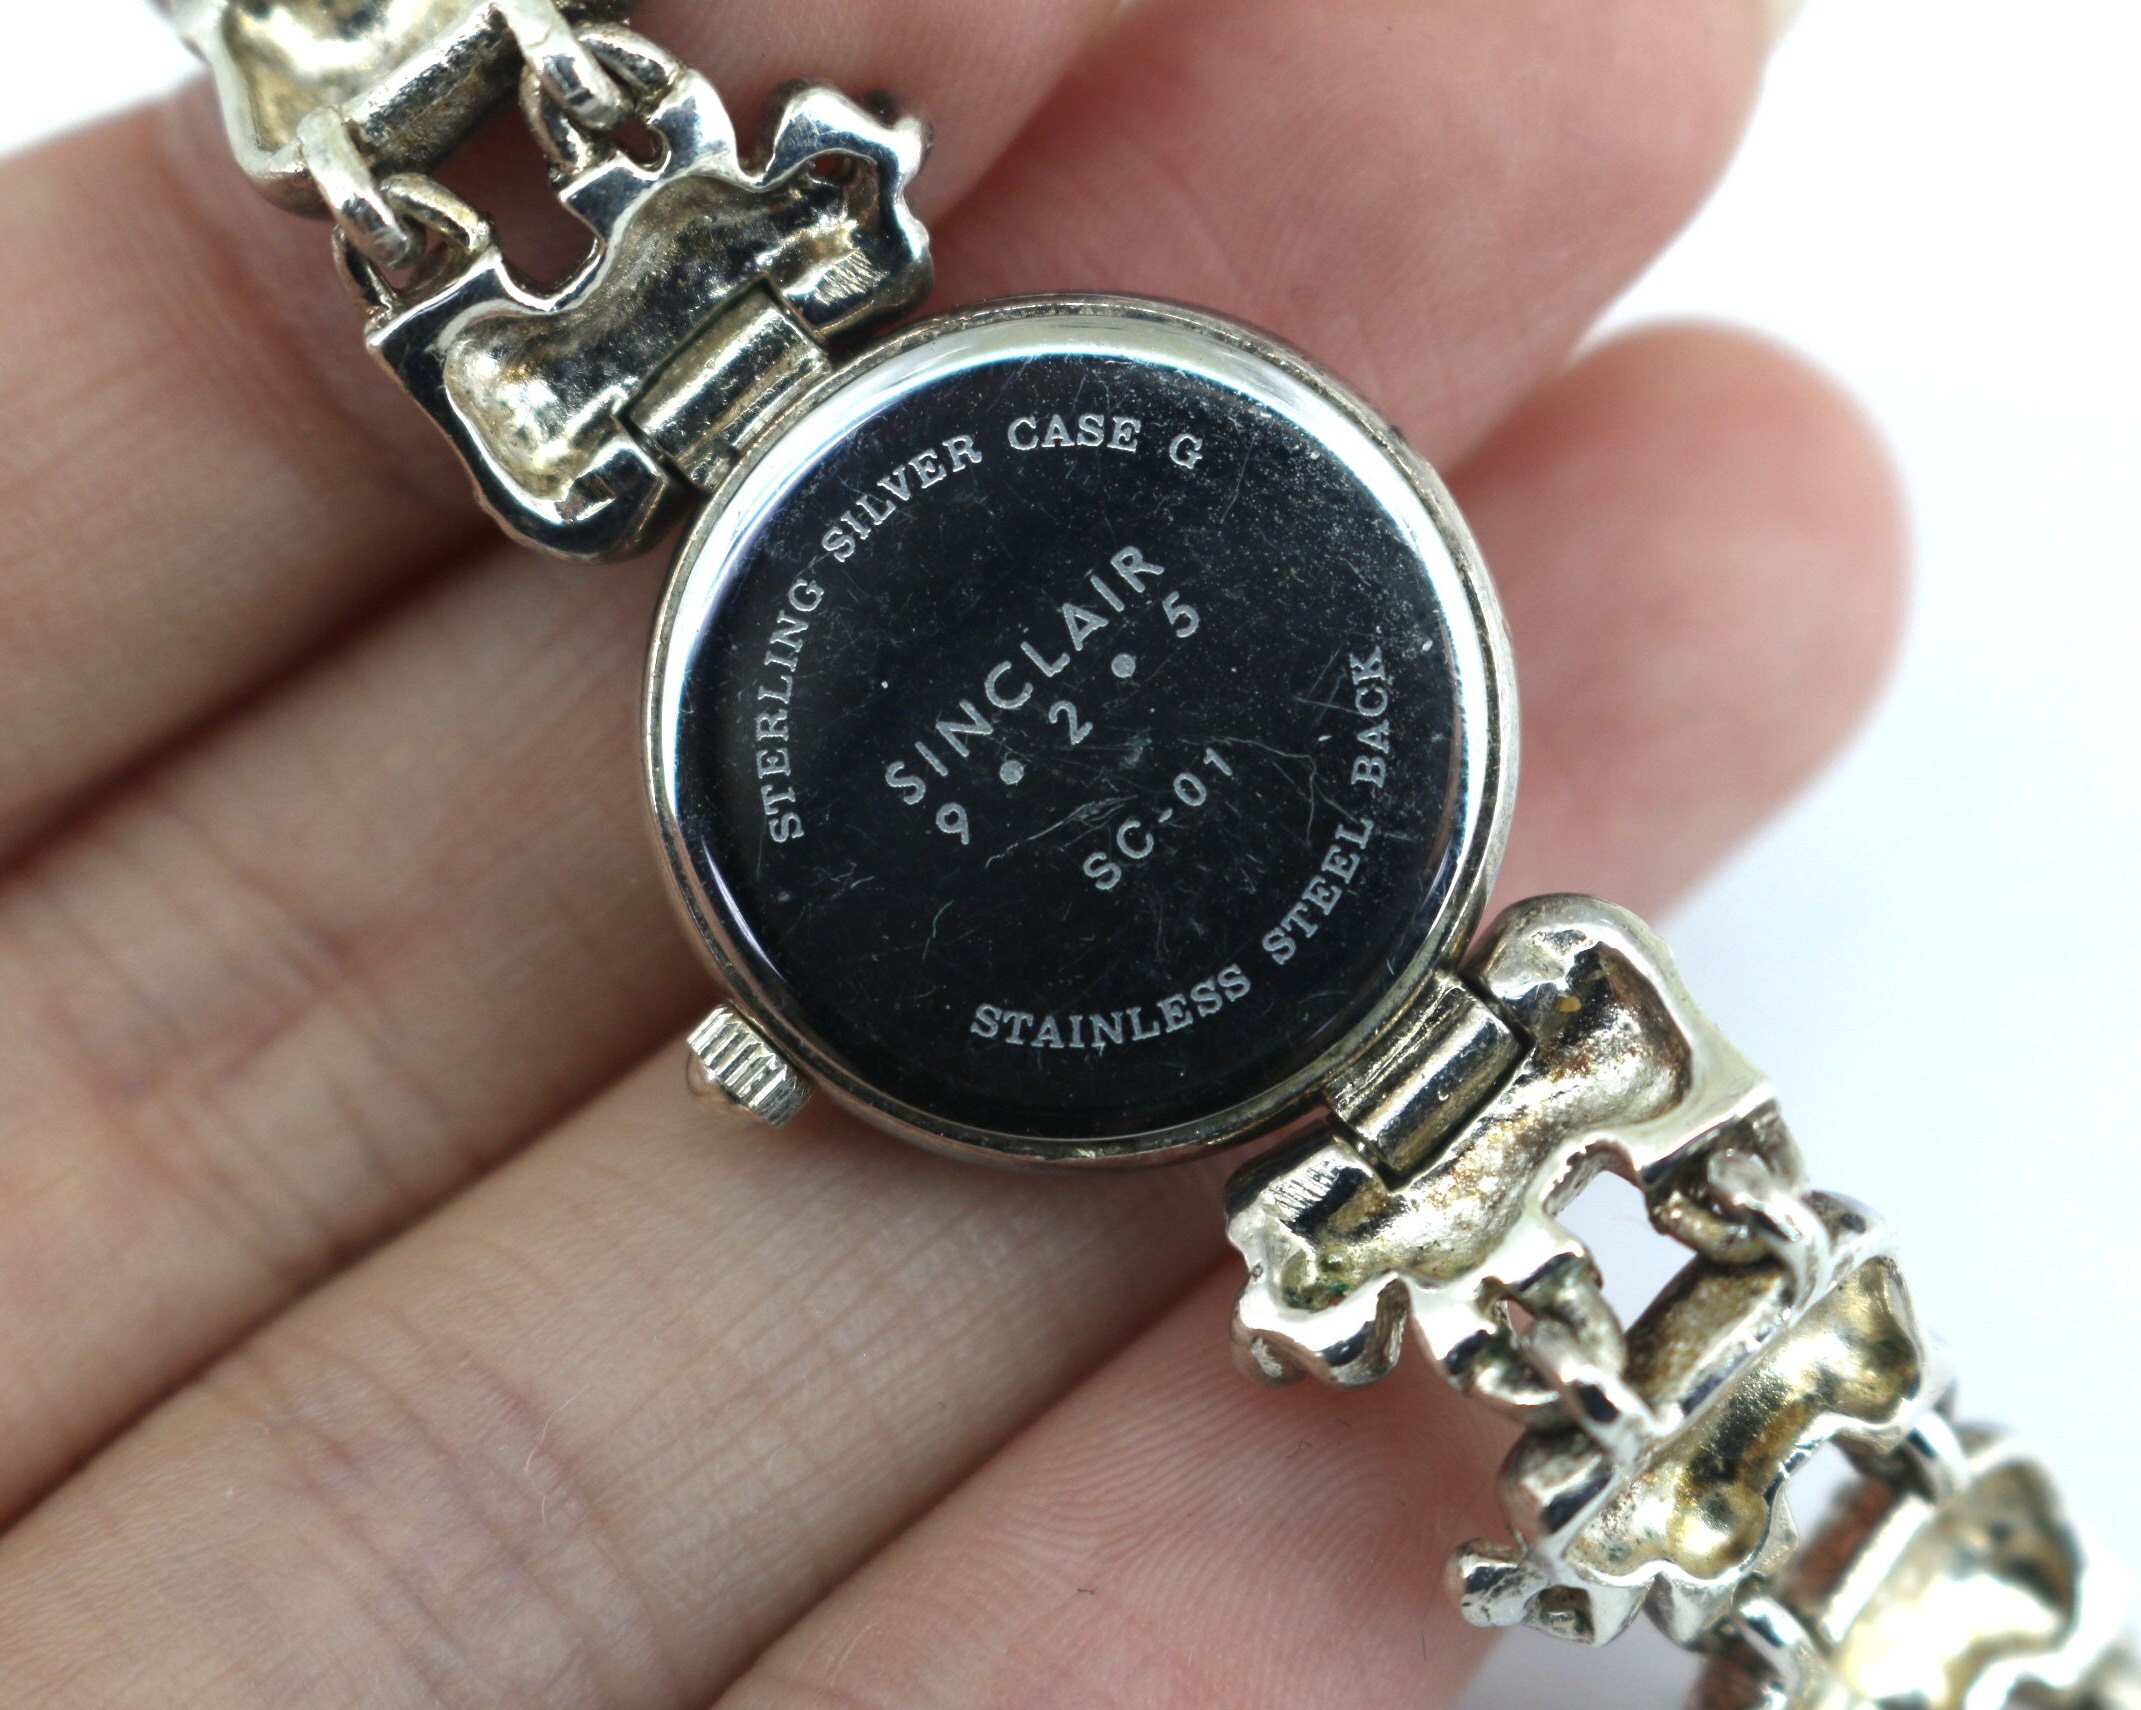 STERLING SILVER CASE G
SINCLAIR
9 • 2 • 5
SC-01
STAINLESS STEEL BACK